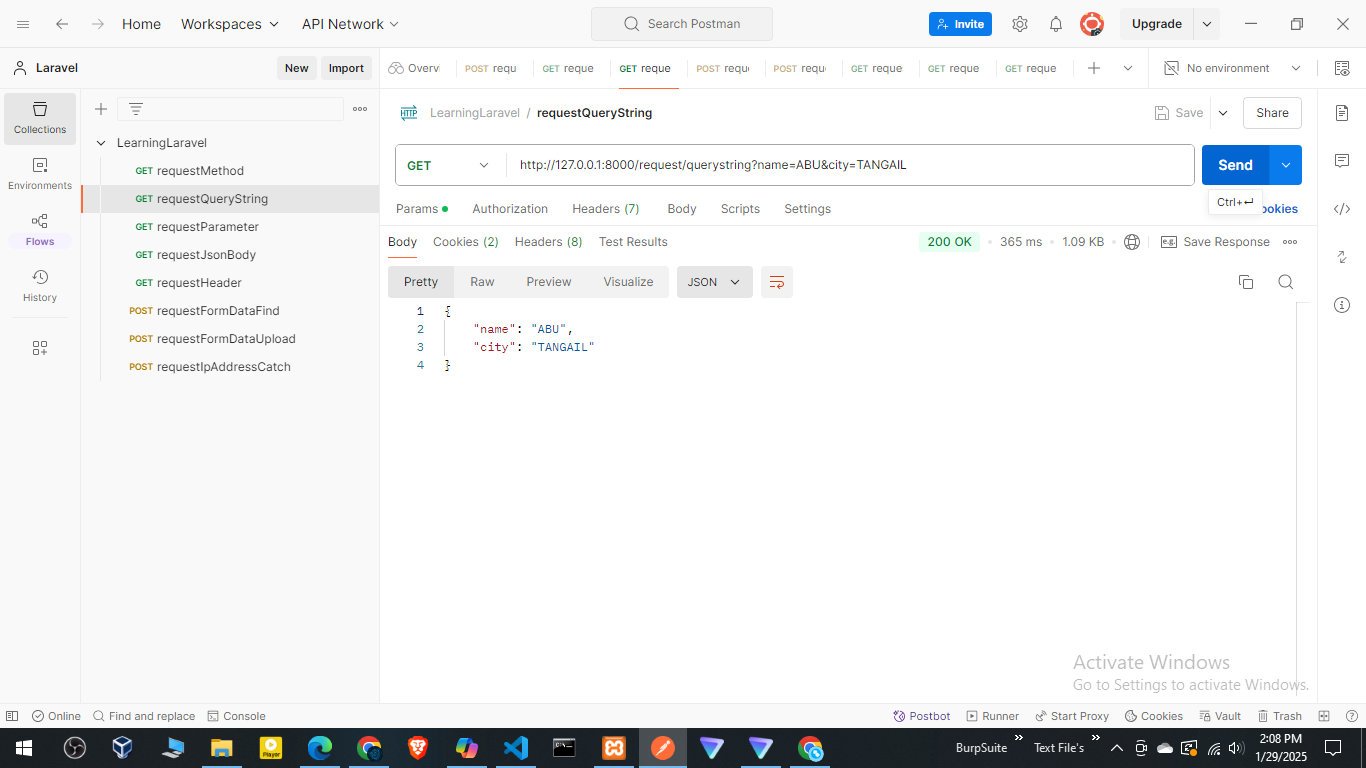 Home Workspaces API Network Search Postman Invite Upgrade
Laravel New Import Overv POST requ GET reque GET reque POST requ POST requ GET reque GET reque GET reque No environment
Collections
Environments
Flows
History
LearningLaravel
GET requestMethod
GET requestQueryString
GET requestParameter
GET requestJsonBody
GET requestHeader
POST requestFormDataFind
POST requestFormDataUpload
POST requestIpAddressCatch
HTTP LearningLaravel / requestQueryString Save Share
GET http://127.0.0.1:8000/request/querystring?name=ABU&city=TANGAIL Send
Ctrl+↵
Params Authorization Headers (7) Body Scripts Settings ookies
Body Cookies (2) Headers (8) Test Results 200 OK 365 ms 1.09 KB e.g. Save Response
Pretty Raw Preview Visualize JSON
1 {
2 "name": "ABU",
3 "city": "TANGAIL"
4 }
Activate Windows
Go to Settings to activate Windows.
Online Find and replace Console Postbot Runner Start Proxy Cookies Vault Trash
Player BurpSuite Text File's 2:08 PM
1/29/2025